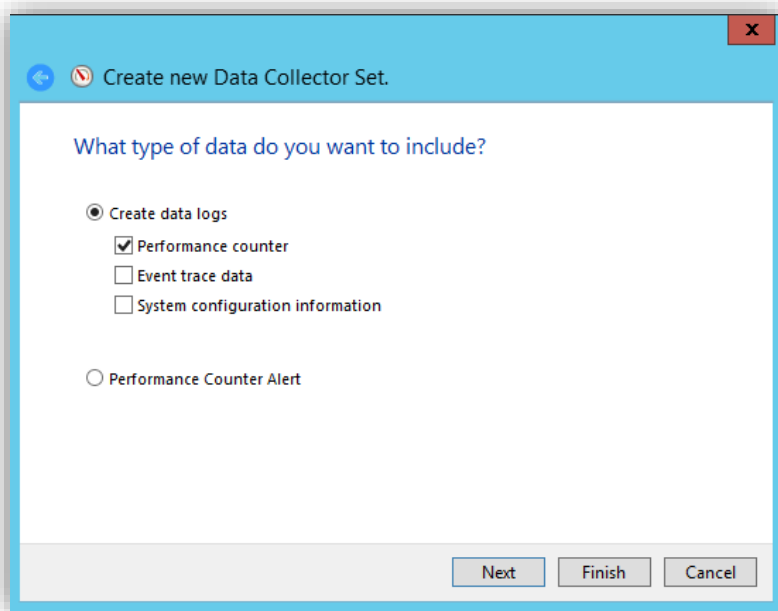 x
Create new Data Collector Set.
What type of data do you want to include?
Create data logs
Performance counter
Event trace data
System configuration information
Performance Counter Alert
Next Finish Cancel